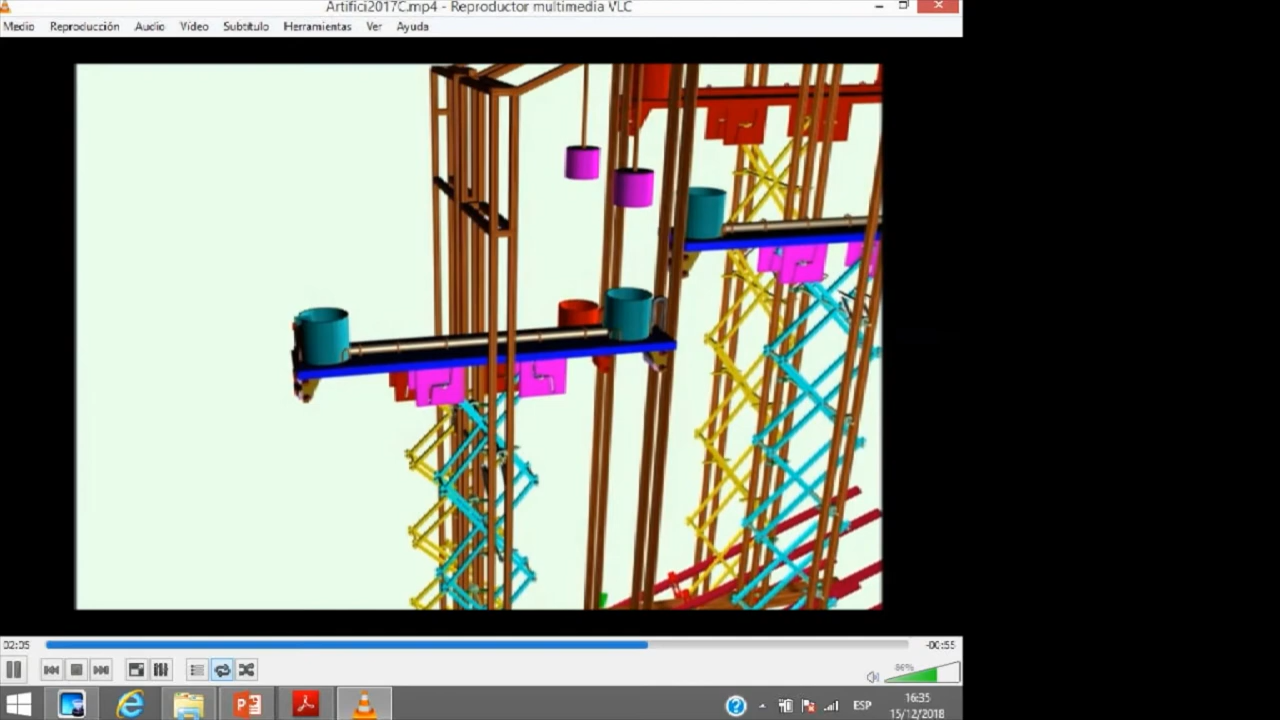 Artifici2017C.mp4 - Reproductor multimedia VLC
Medio Reproducción Audio Vídeo Subtítulo Herramientas Ver Ayuda
02:05
-00:55
86%
ESP
16:35
15/12/2018